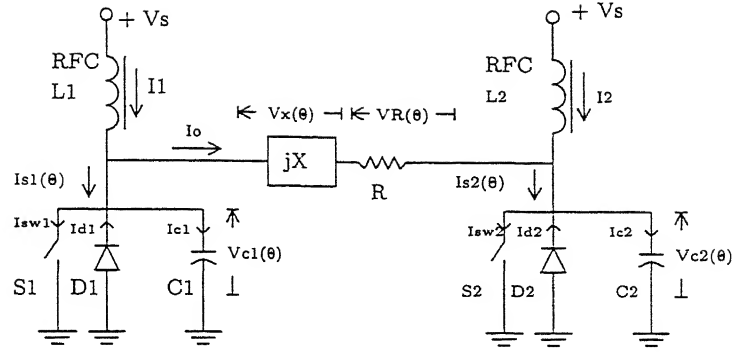 + Vs
+ Vs
RFC
L1
I1
RFC
L2
I2
Vx(θ)
VR(θ)
Io
jX
R
Is1(θ)
Is2(θ)
Isw1
Id1
Ic1
Vc1(θ)
Isw2
Id2
Ic2
Vc2(θ)
S1
D1
C1
S2
D2
C2